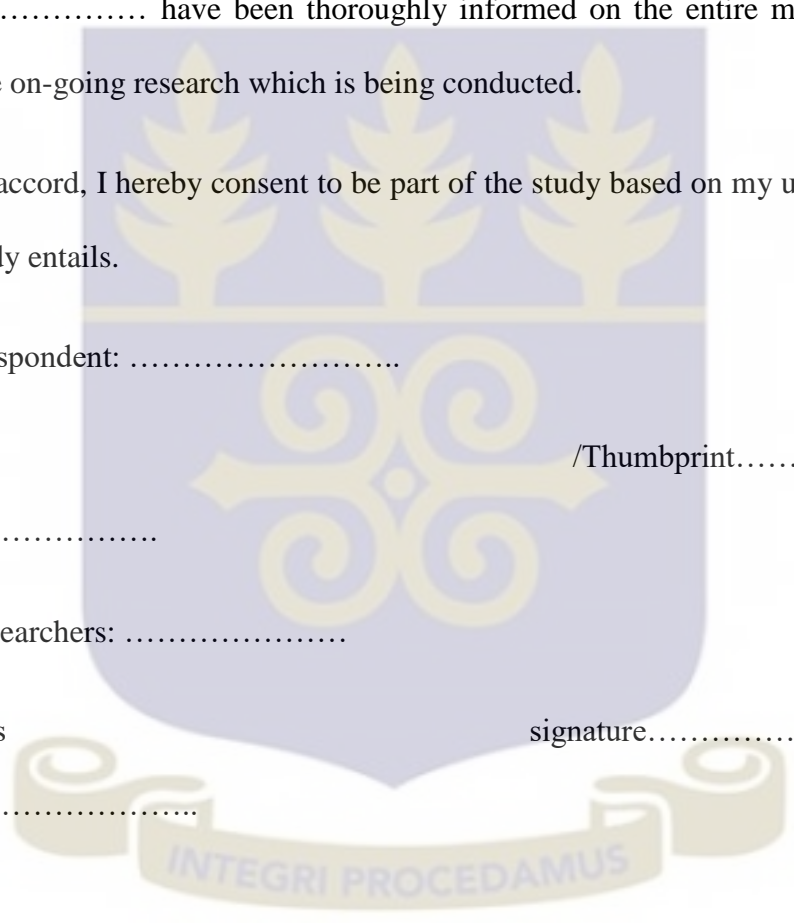 ………….. have been thoroughly informed on the entire m
e on-going research which is being conducted.
accord, I hereby consent to be part of the study based on my u
dy entails.
spondent: ……………………..
/Thumbprint……
…………….
earchers: …………………
s signature……………
………………..
INTEGRI PROCEDAMUS